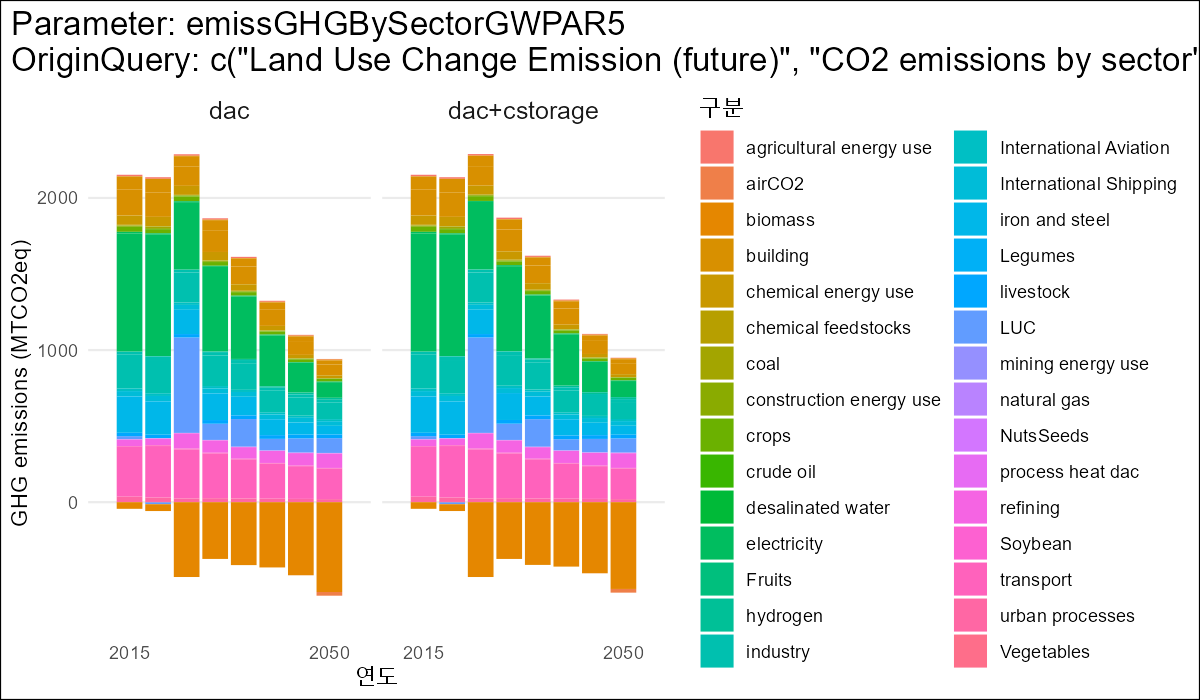 Parameter: emissGHGBySectorGWPAR5
OriginQuery: c("Land Use Change Emission (future)", "CO2 emissions by sector"
dac
dac+cstorage
GHG emissions (MTCO2eq)
2000
1000
0
2015
2050
2015
2050
연도
구분
agricultural energy use
airCO2
biomass
building
chemical energy use
chemical feedstocks
coal
construction energy use
crops
crude oil
desalinated water
electricity
Fruits
hydrogen
industry
International Aviation
International Shipping
iron and steel
Legumes
livestock
LUC
mining energy use
natural gas
NutsSeeds
process heat dac
refining
Soybean
transport
urban processes
Vegetables